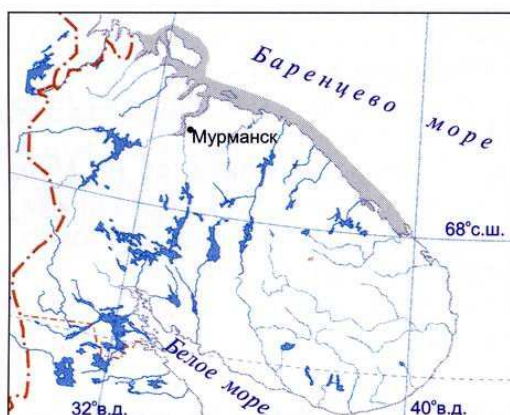 Баренцево море
Мурманск
68°с.ш.
Белое море
32°в.д.
40°в.д.